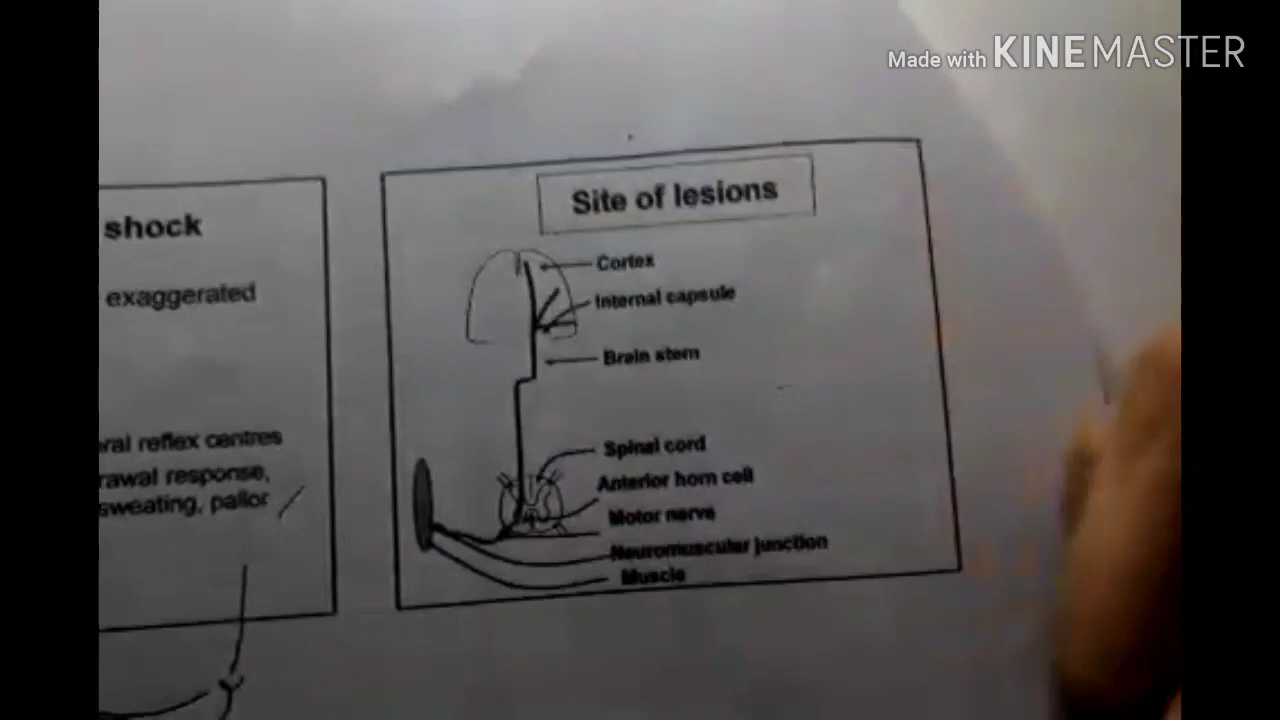 Made with KINEMASTER
shock
exaggerated
reflex centres
response,
sweating, pallor
Site of lesions
Cortex
Internal capsule
Brain stem
Spinal cord
Anterior horn cell
Motor nerve
Neuromuscular junction
Muscle